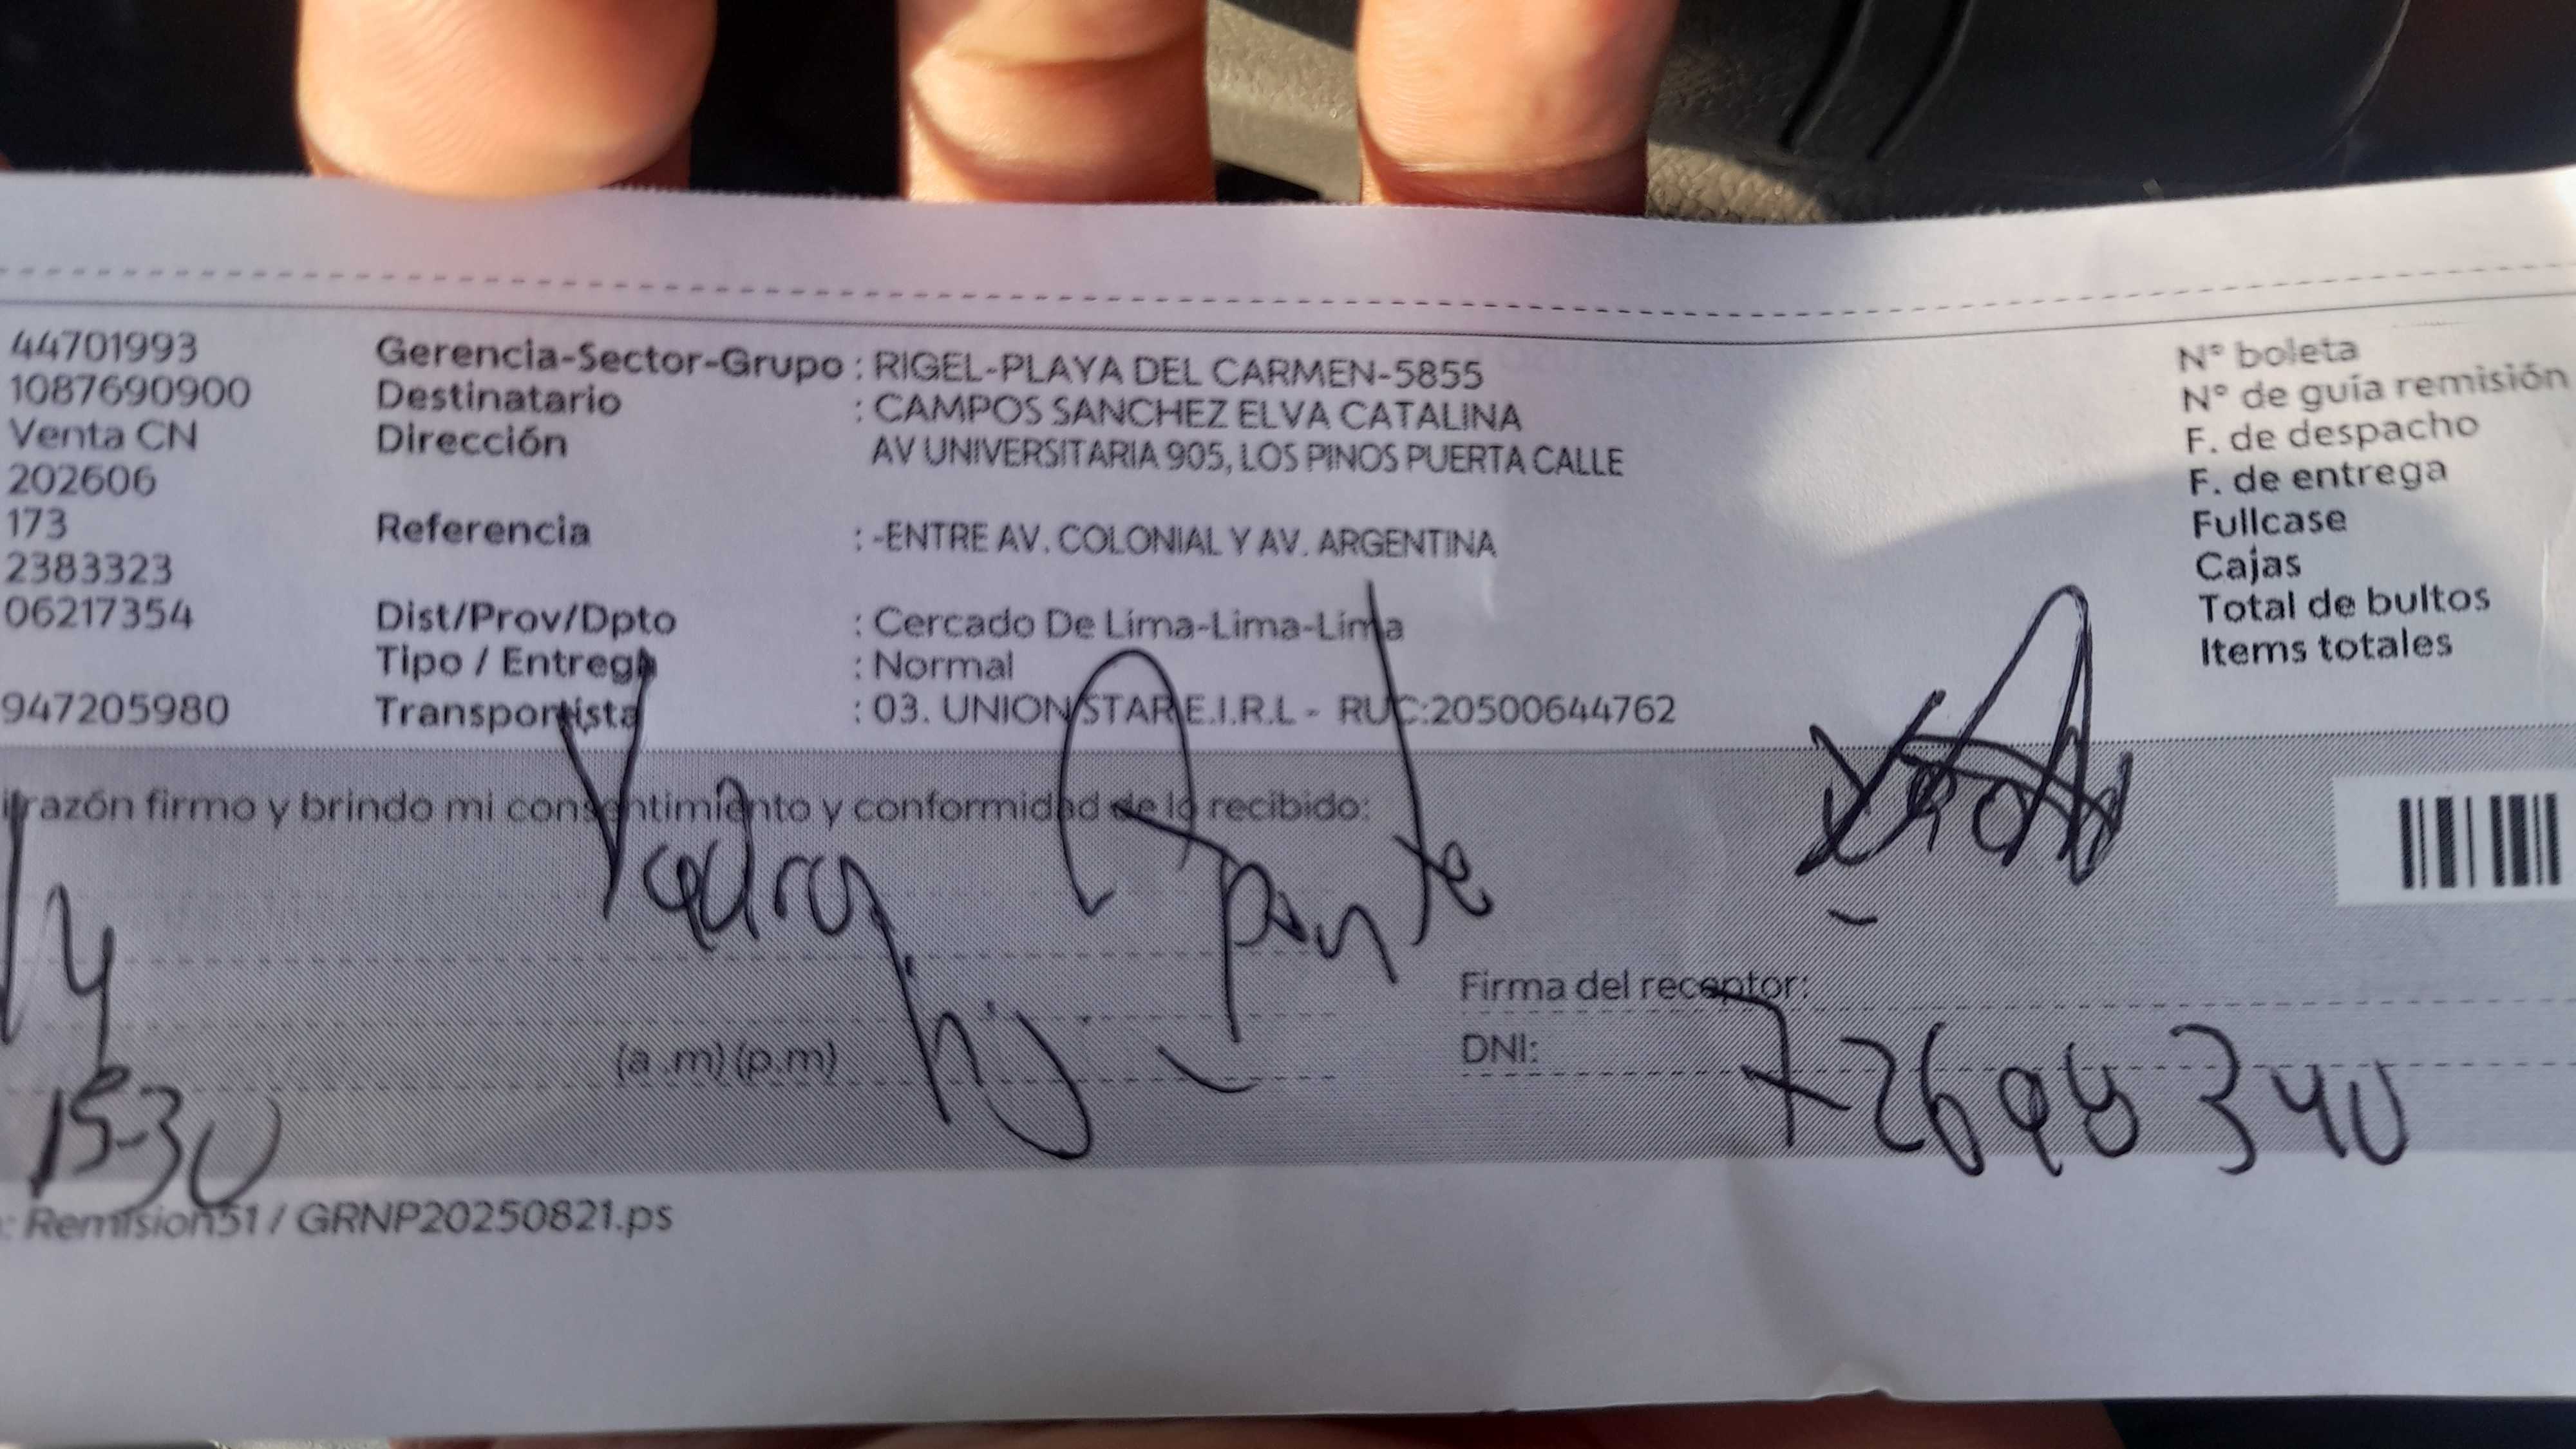 44701993 Gerencia-Sector-Grupo : RIGEL-PLAYA DEL CARMEN-5855 N° boleta
1087690900 Destinatario : CAMPOS SANCHEZ ELVA CATALINA N° de guía remisión
Venta CN Dirección AV UNIVERSITARIA 905, LOS PINOS PUERTA CALLE F. de despacho
202606 F. de entrega
173 Referencia : -ENTRE AV. COLONIAL Y AV. ARGENTINA Fullcase
2383323 Cajas
06217354 Dist/Prov/Dpto : Cercado De Lima-Lima-Lima Total de bultos
Tipo / Entrega : Normal Items totales
947205980 Transportista : 03. UNION STAR E.I.R.L - RUC:20500644762
razón firmo y brindo mi consentimiento y conformidad de lo recibido:
Firma del receptor:
(a.m) (p.m) DNI: 72698340
15-30
: Remision51 / GRNP20250821.ps